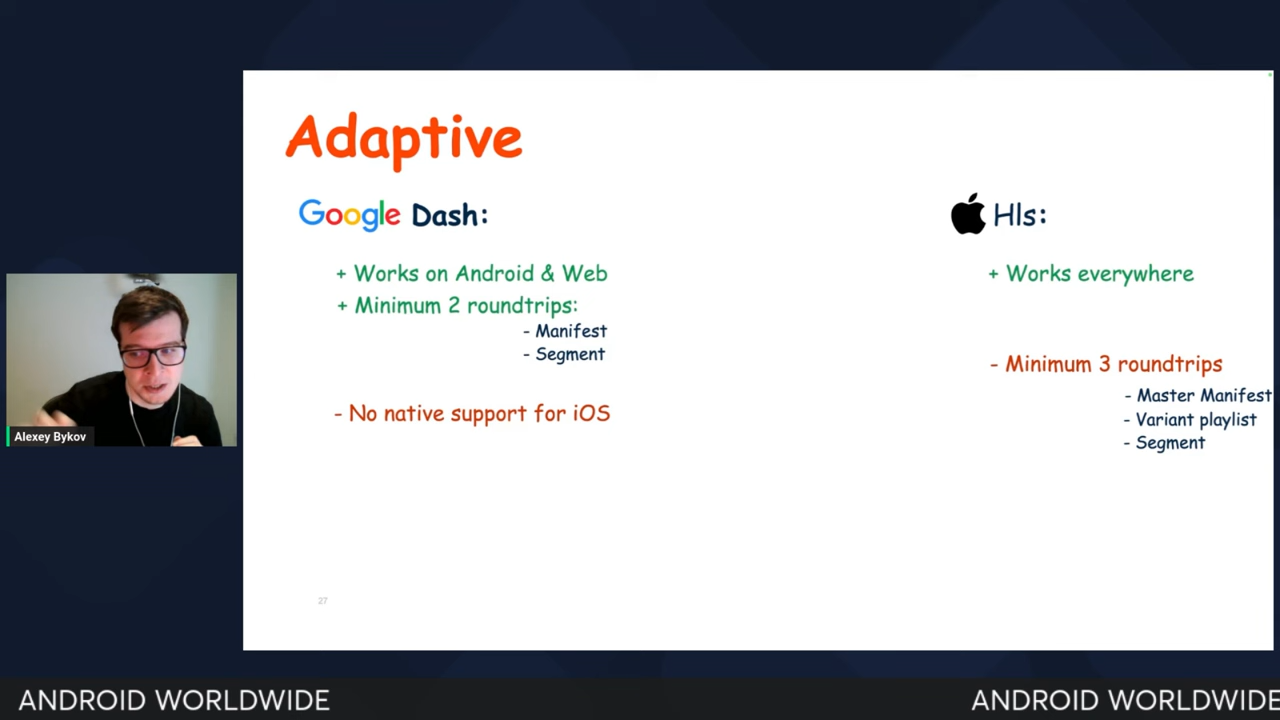 Adaptive
Google Dash:
+ Works on Android & Web
+ Minimum 2 roundtrips:
- Manifest
- Segment
- No native support for iOS
Hls:
+ Works everywhere
- Minimum 3 roundtrips
- Master Manifest
- Variant playlist
- Segment
27
Alexey Bykov
ANDROID WORLDWIDE
ANDROID WORLDWIDE